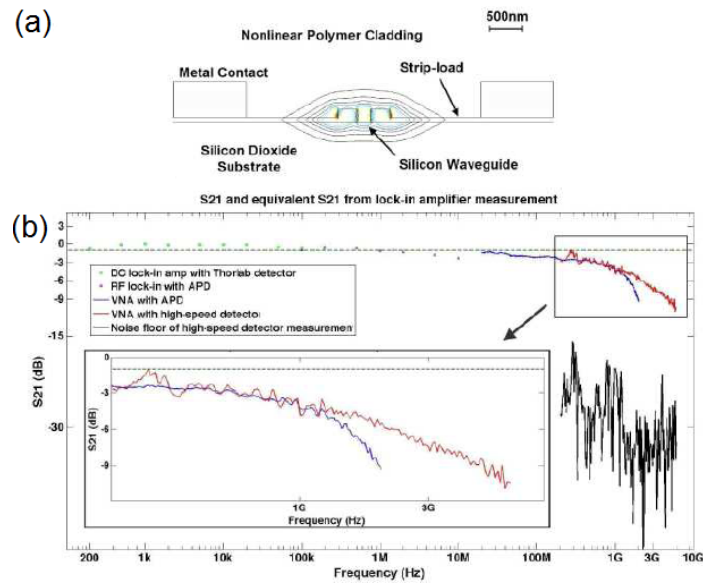 (a)
500nm
Nonlinear Polymer Cladding
Metal Contact
Strip-load
Silicon Dioxide
Substrate
Silicon Waveguide
S21 and equivalent S21 from lock-in amplifier measurement
(b)
3
0
-3
-6
-9
-15
-30
S21 (dB)
DC lock-in amp with Thorlab detector
RF lock-in with APD
VNA with APD
VNA with high-speed detector
Noise floor of high-speed detector measurement
0
-3
-6
-9
S21 (dB)
1G
3G
Frequency (Hz)
200
1k
10k
100k
1M
10M
100M
1G
3G
10G
Frequency (Hz)